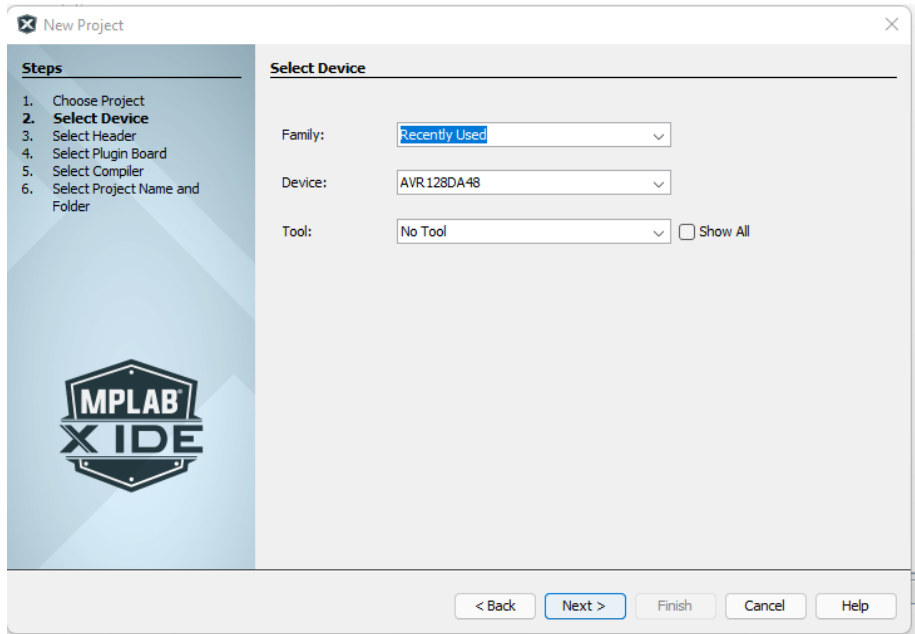 New Project
Steps
1. Choose Project
2. Select Device
3. Select Header
4. Select Plugin Board
5. Select Compiler
6. Select Project Name and
Folder
MPLAB®
X IDE
Select Device
Family: Recently Used
Device: AVR128DA48
Tool: No Tool Show All
< Back Next > Finish Cancel Help